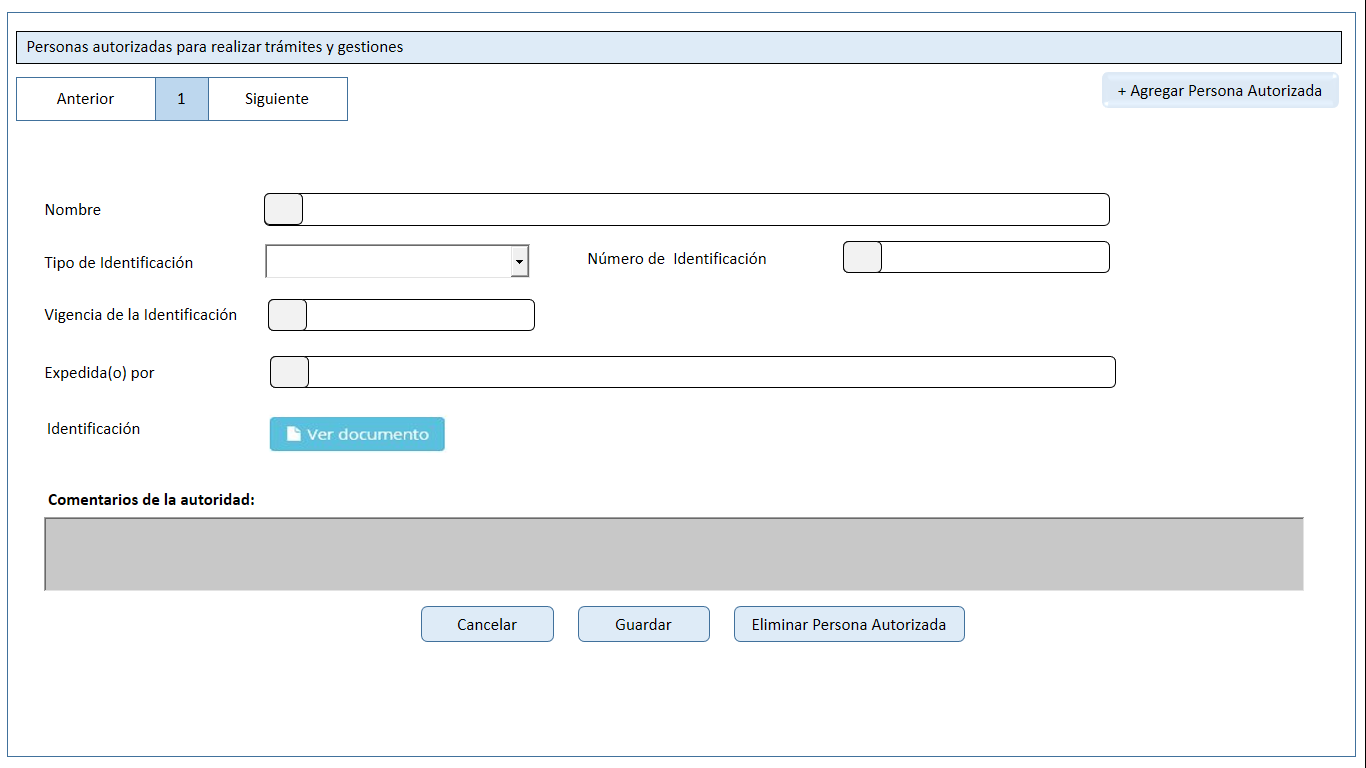 Personas autorizadas para realizar trámites y gestiones
Anterior 1 Siguiente + Agregar Persona Autorizada
Nombre
Tipo de Identificación Número de Identificación
Vigencia de la Identificación
Expedida(o) por
Identificación Ver documento
Comentarios de la autoridad:
Cancelar Guardar Eliminar Persona Autorizada